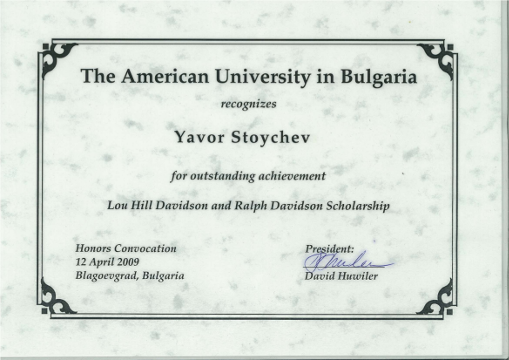 The American University in Bulgaria
recognizes
Yavor Stoychev
for outstanding achievement
Lou Hill Davidson and Ralph Davidson Scholarship
Honors Convocation
12 April 2009
Blagoevgrad, Bulgaria
President:
David Huwiler